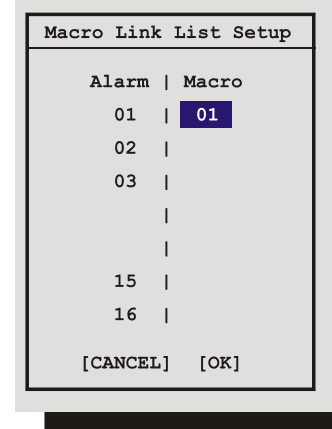 Macro Link List Setup
Alarm | Macro
01 | 01
02 |
03 |
|
|
15 |
16 |
[CANCEL] [OK]